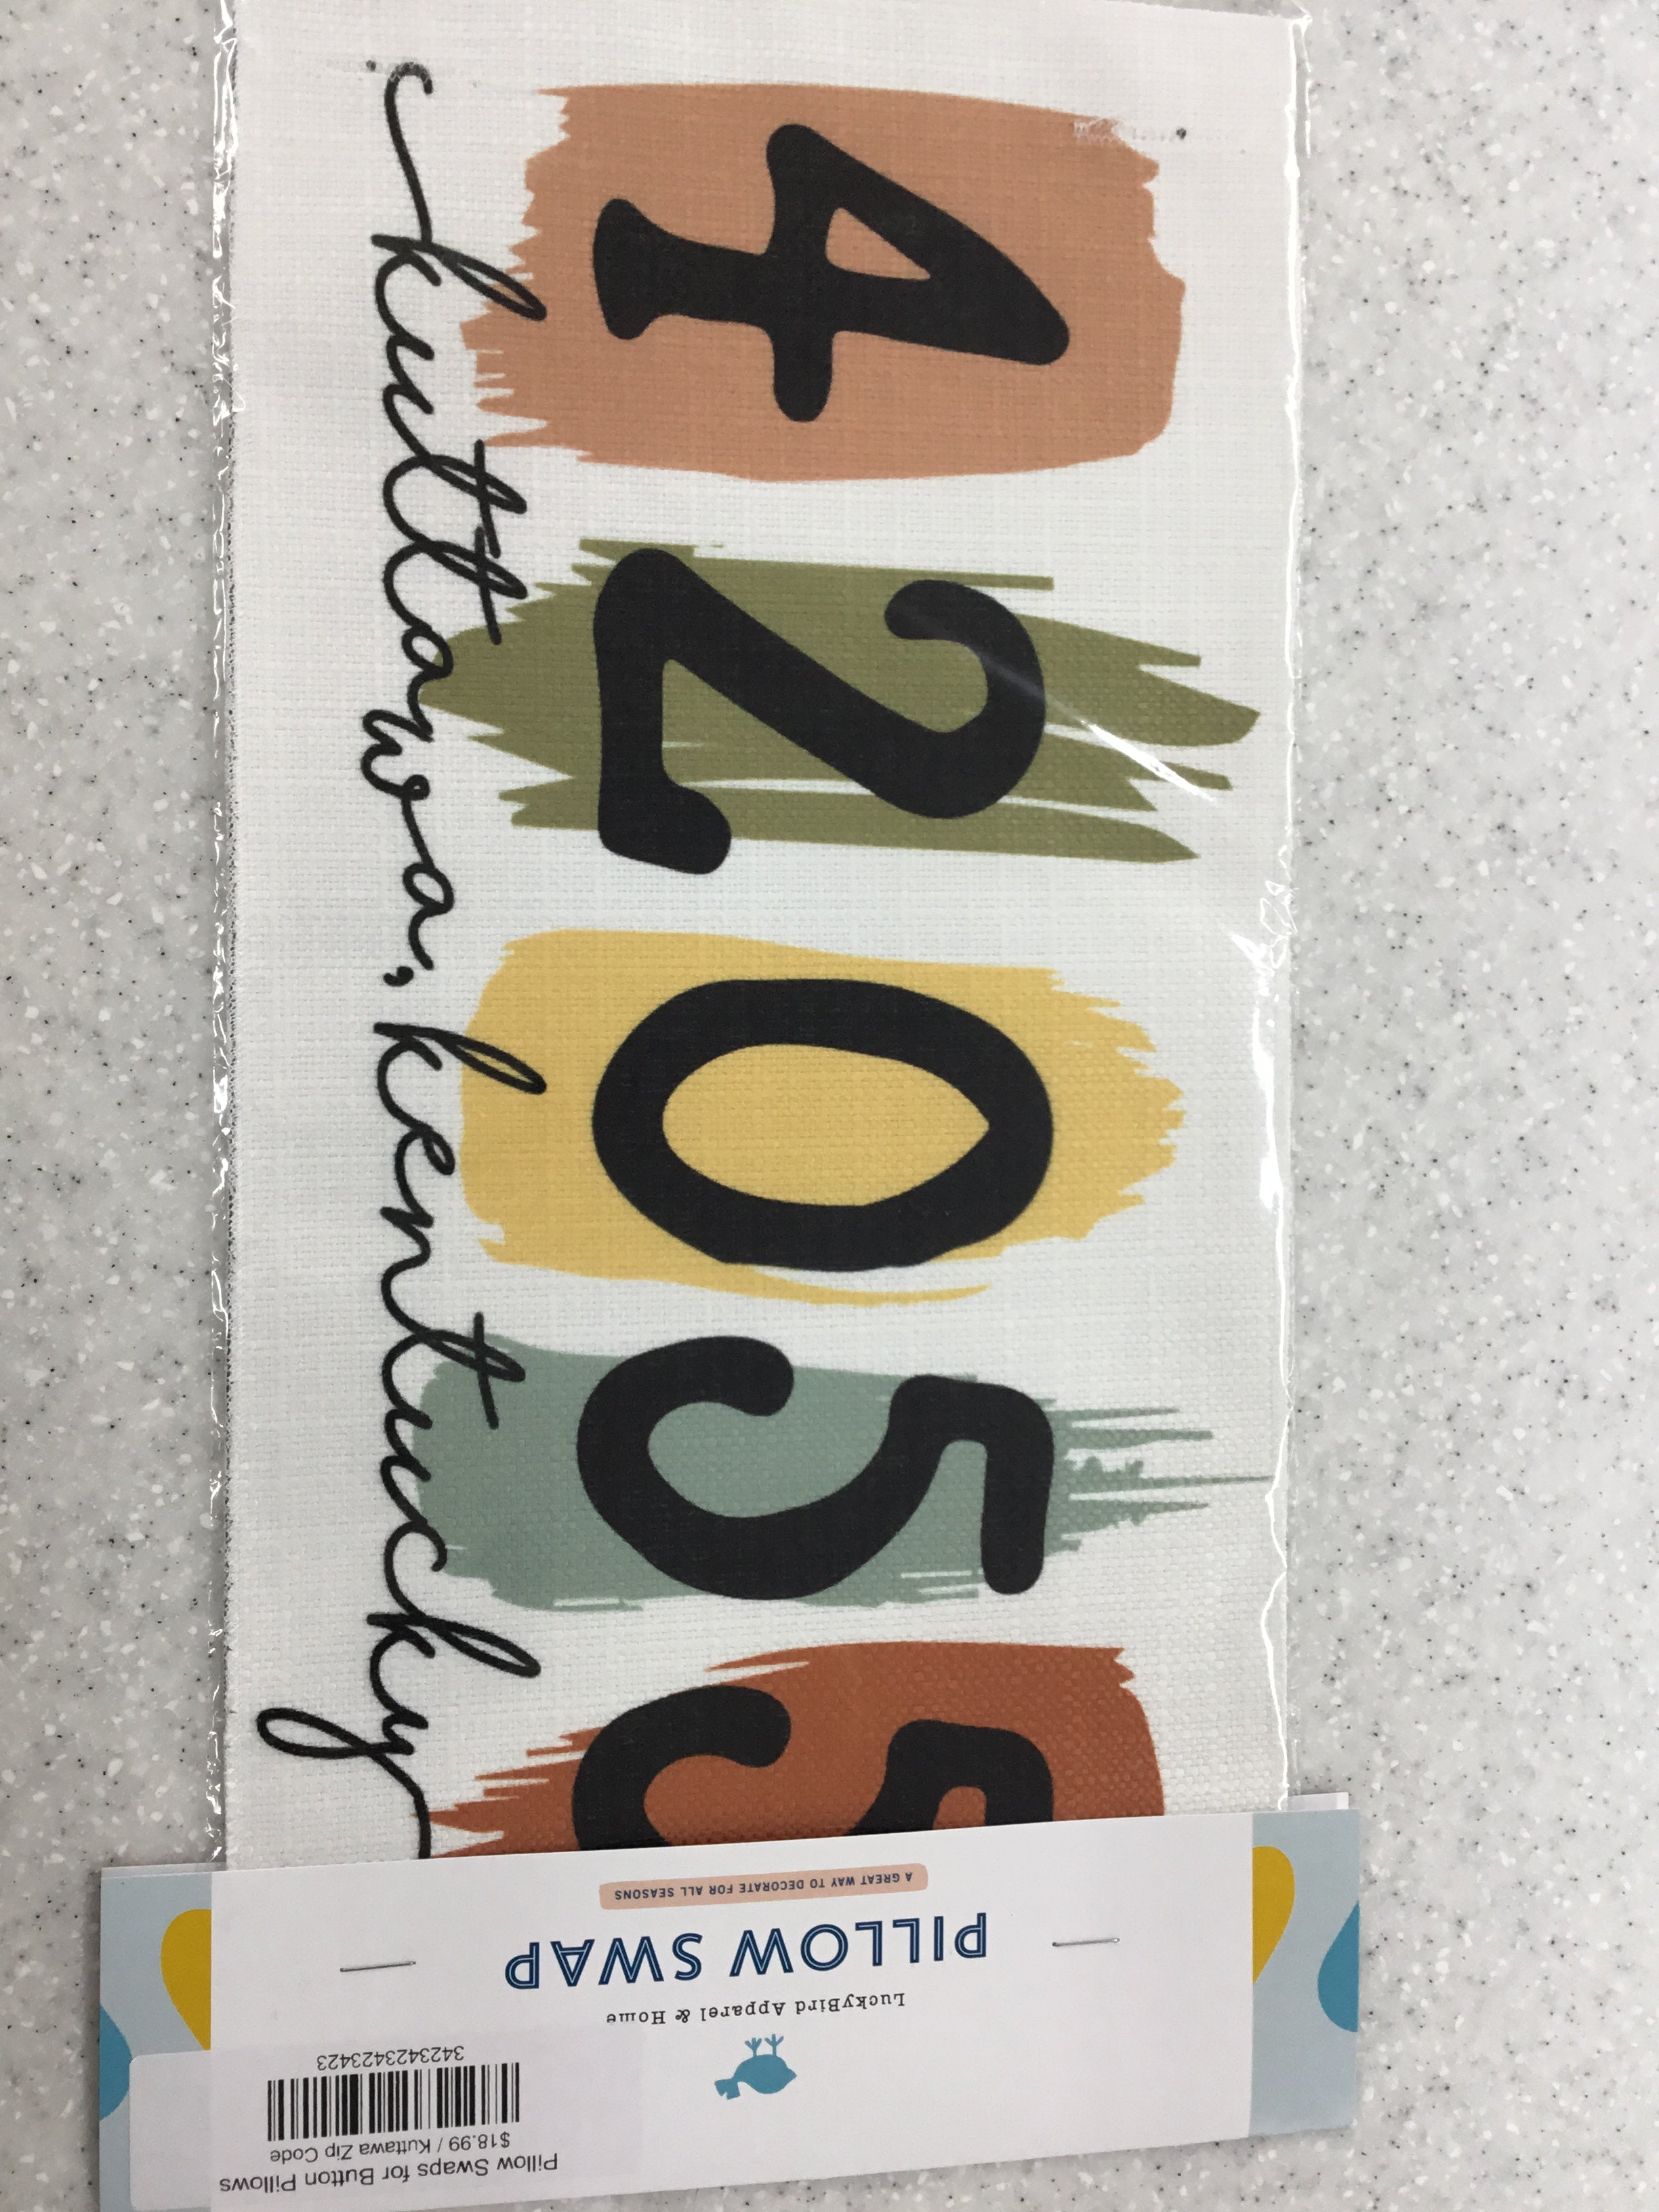 42055
kuttawa, kentucky
A GREAT WAY TO DECORATE FOR ALL SEASONS
PILLOW SWAP
LuckyBird Apparel & Home
Pillow Swaps for Button Pillows
$18.99 / Kuttawa Zip Code
3423423423423